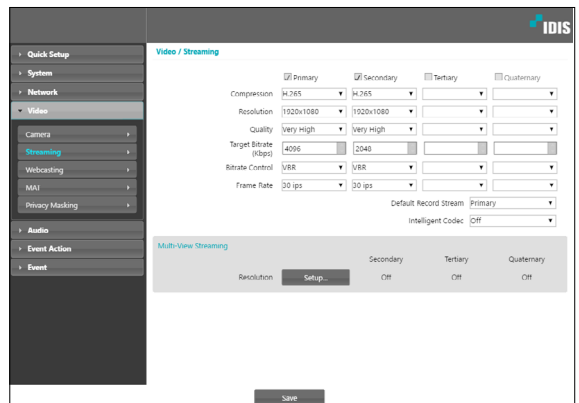 IDIS
Quick Setup
System
Network
Video
Camera
Streaming
Webcasting
MAI
Privacy Masking
Audio
Event Action
Event
Video / Streaming
Primary Secondary Tertiary Quaternary
Compression H.265 H.265
Resolution 1920x1080 1920x1080
Quality Very High Very High
Target Bitrate
(Kbps) 4096 2048
Bitrate Control VBR VBR
Frame Rate 30 ips 30 ips
Default Record Stream Primary
Intelligent Codec Off
Multi-View Streaming
Secondary Tertiary Quaternary
Resolution Setup... Off Off Off
Save